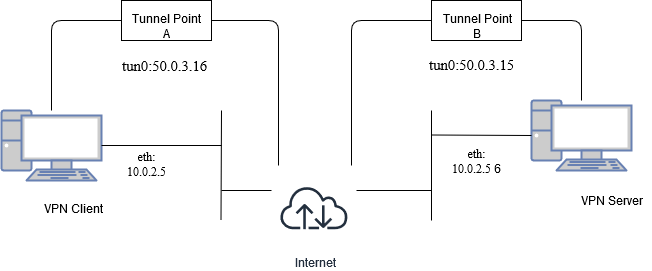 Tunnel Point
A
Tunnel Point
B
tun0:50.0.3.16
tun0:50.0.3.15
eth:
10.0.2.5
eth:
10.0.2.5 6
VPN Client
VPN Server
Internet